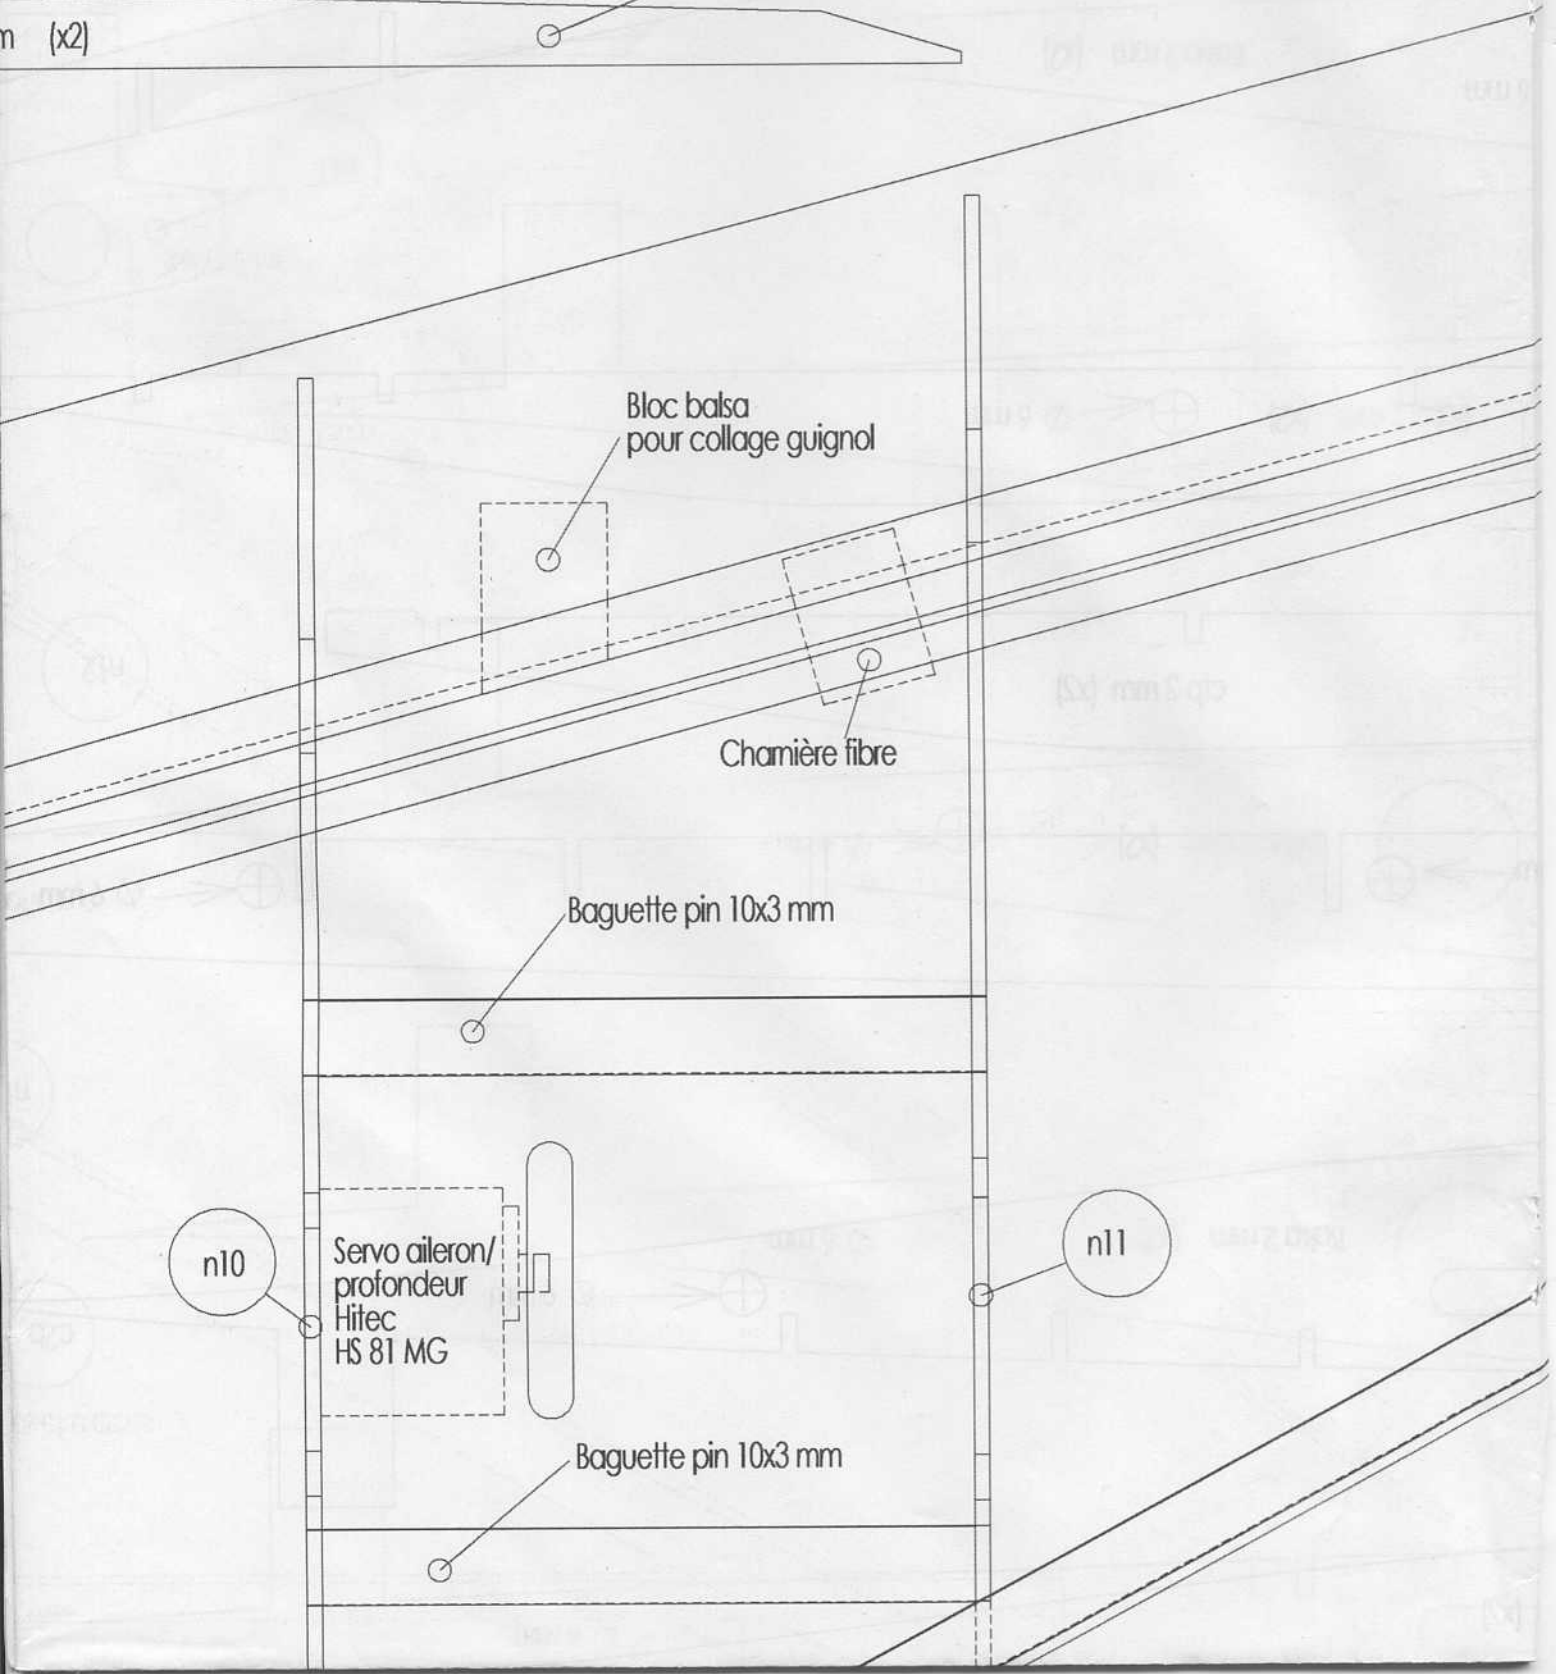 (x2)
Bloc balsa
pour collage guignol
Charnière fibre
Baguette pin 10x3 mm
n10
Servo aileron/
profondeur
Hitec
HS 81 MG
n11
Baguette pin 10x3 mm
ctp 3 mm (x2)